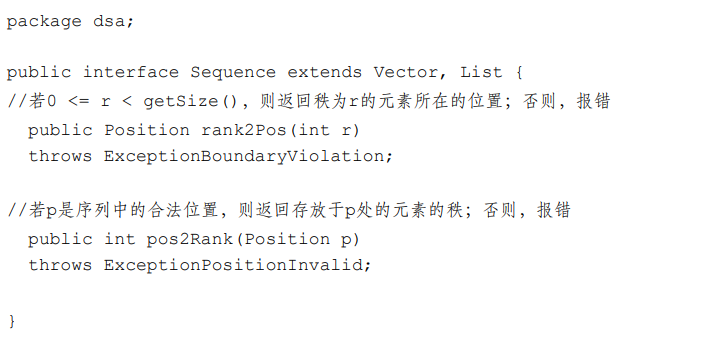 package dsa;
public interface Sequence extends Vector, List {
//若0 <= r < getSize()，则返回秩为r的元素所在的位置；否则，报错
public Position rank2Pos(int r)
throws ExceptionBoundaryViolation;
//若p是序列中的合法位置，则返回存放于p处的元素的秩；否则，报错
public int pos2Rank(Position p)
throws ExceptionPositionInvalid;
}